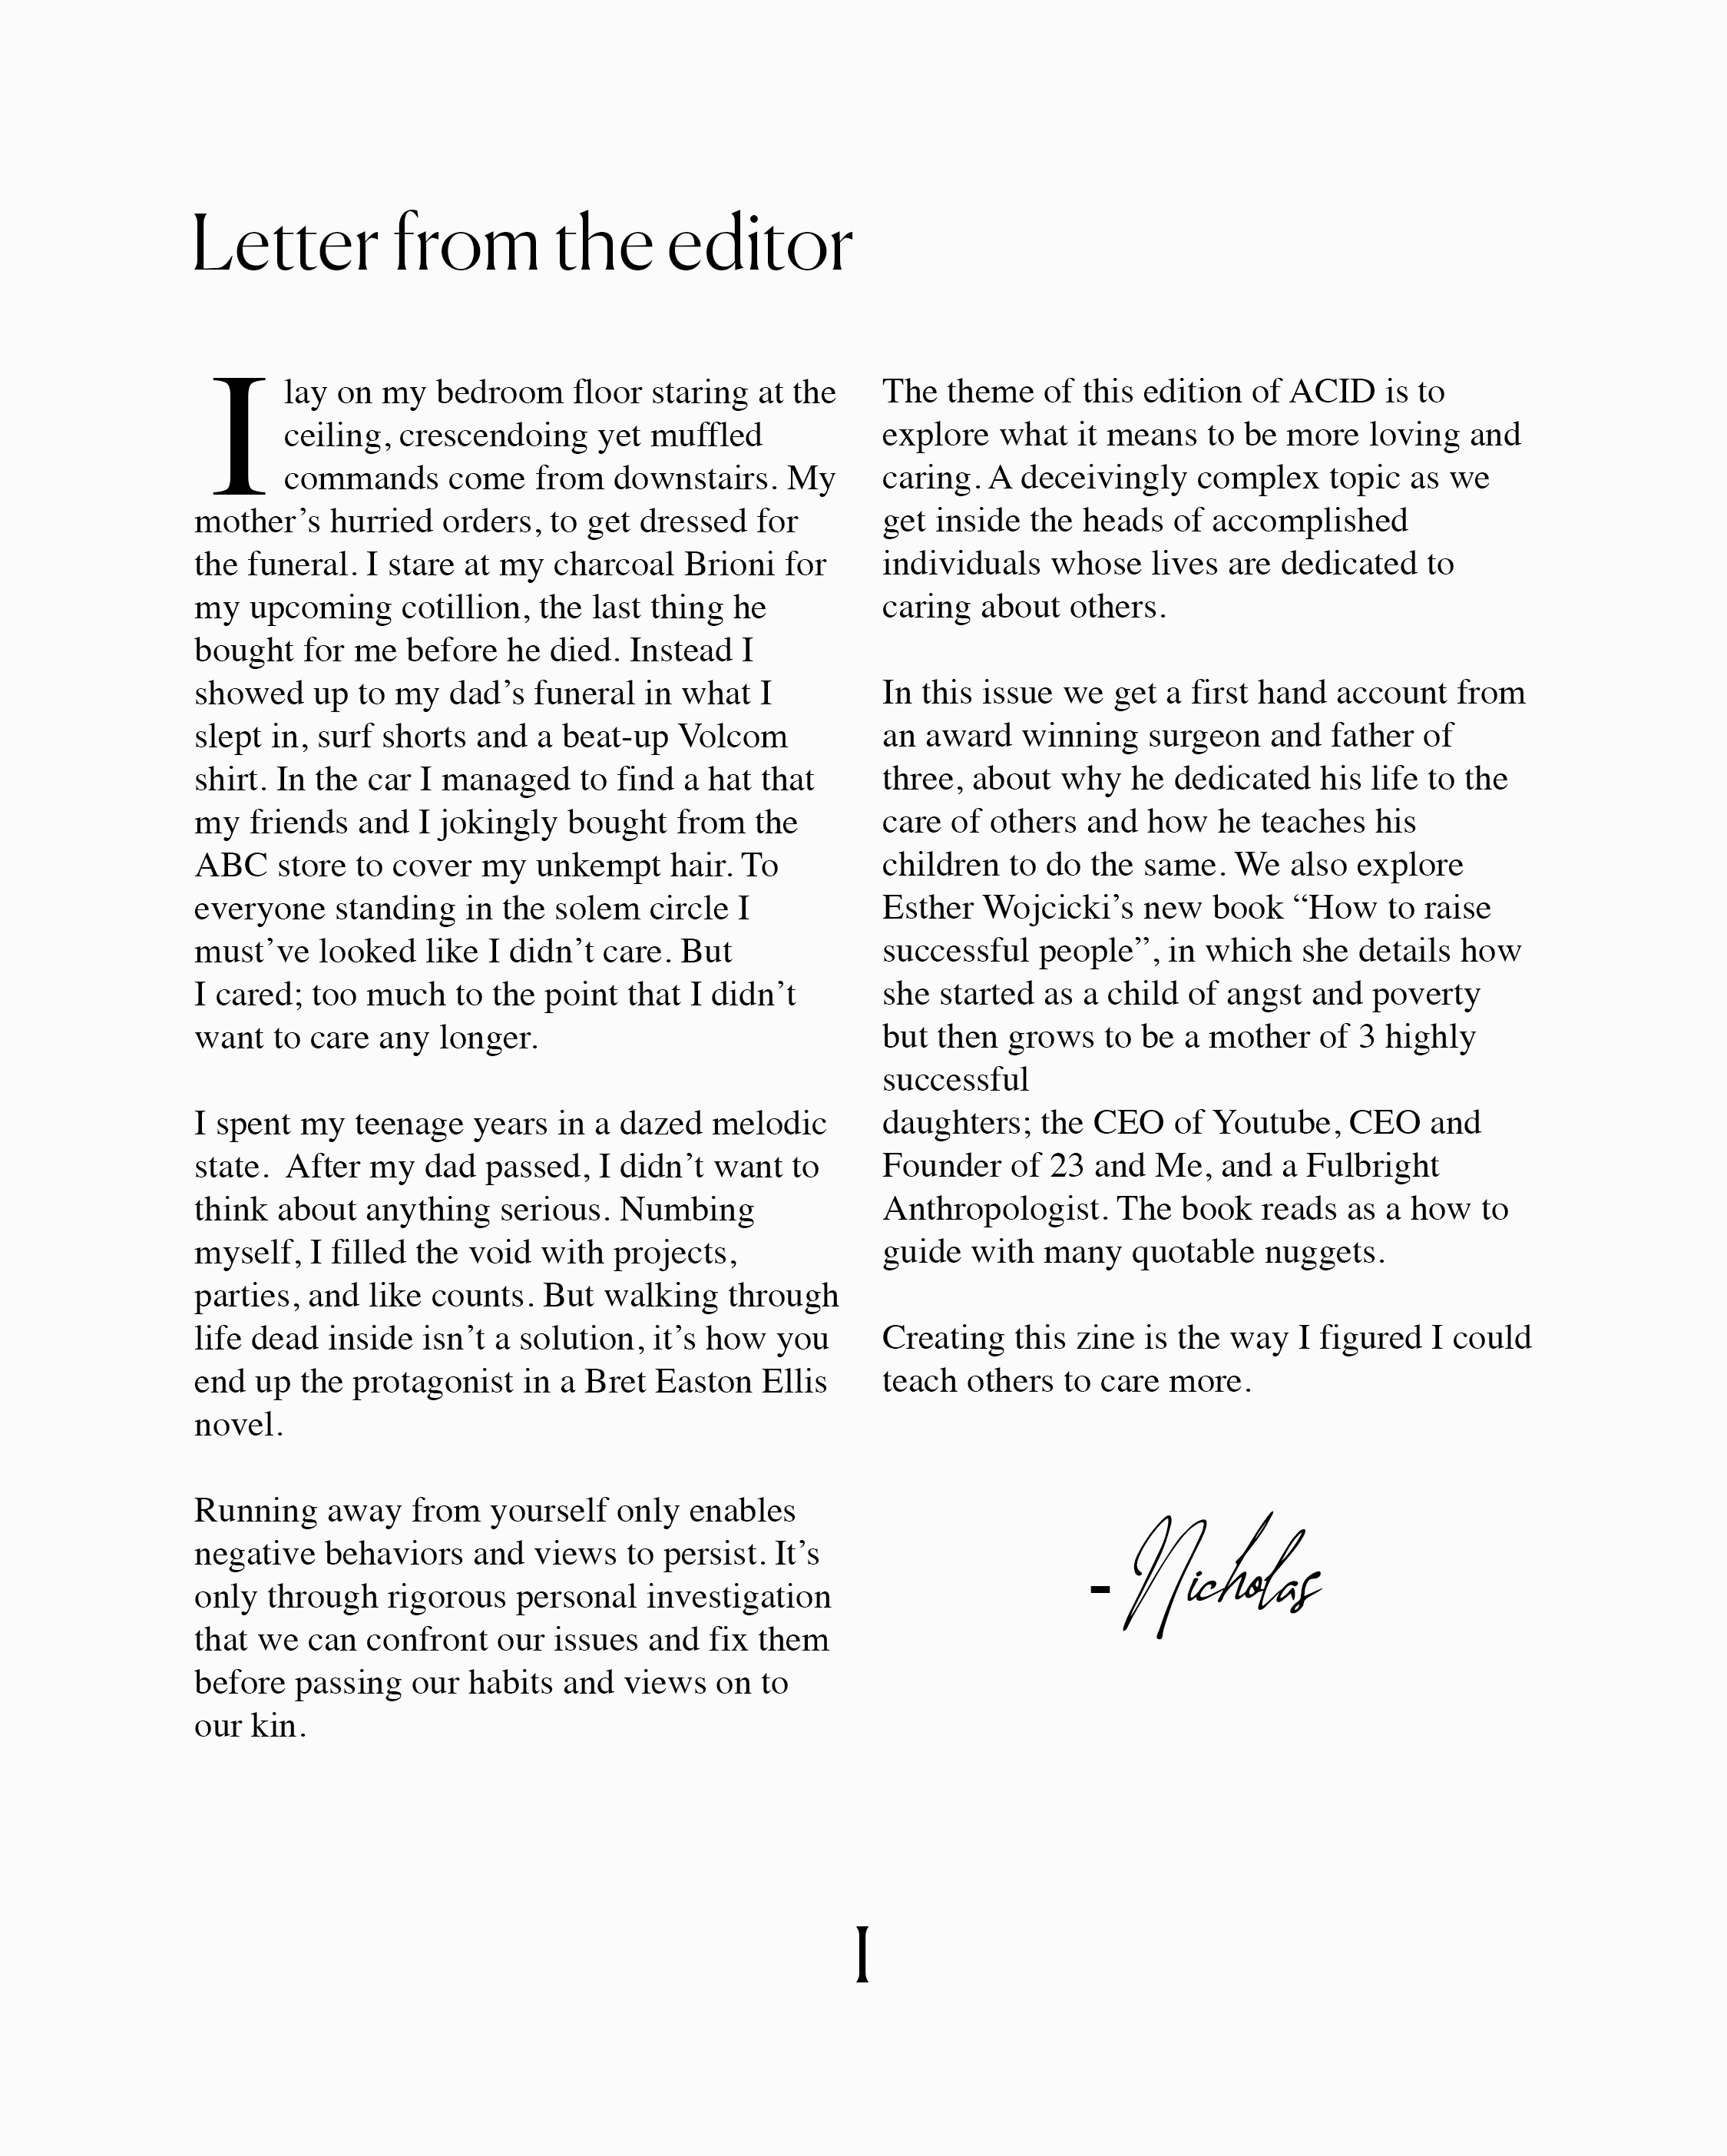 Letter from the editor
I lay on my bedroom floor staring at the
ceiling, crescendoing yet muffled
commands come from downstairs. My
mother’s hurried orders, to get dressed for
the funeral. I stare at my charcoal Brioni for
my upcoming cotillion, the last thing he
bought for me before he died. Instead I
showed up to my dad’s funeral in what I
slept in, surf shorts and a beat-up Volcom
shirt. In the car I managed to find a hat that
my friends and I jokingly bought from the
ABC store to cover my unkempt hair. To
everyone standing in the solem circle I
must’ve looked like I didn’t care. But
I cared; too much to the point that I didn’t
want to care any longer.
I spent my teenage years in a dazed melodic
state.  After my dad passed, I didn’t want to
think about anything serious. Numbing
myself, I filled the void with projects,
parties, and like counts. But walking through
life dead inside isn’t a solution, it’s how you
end up the protagonist in a Bret Easton Ellis
novel.
Running away from yourself only enables
negative behaviors and views to persist. It’s
only through rigorous personal investigation
that we can confront our issues and fix them
before passing our habits and views on to
our kin.
The theme of this edition of ACID is to
explore what it means to be more loving and
caring. A deceivingly complex topic as we
get inside the heads of accomplished
individuals whose lives are dedicated to
caring about others.
In this issue we get a first hand account from
an award winning surgeon and father of
three, about why he dedicated his life to the
care of others and how he teaches his
children to do the same. We also explore
Esther Wojcicki’s new book “How to raise
successful people”, in which she details how
she started as a child of angst and poverty
but then grows to be a mother of 3 highly
successful
daughters; the CEO of Youtube, CEO and
Founder of 23 and Me, and a Fulbright
Anthropologist. The book reads as a how to
guide with many quotable nuggets.
Creating this zine is the way I figured I could
teach others to care more.
- Nicholas
I